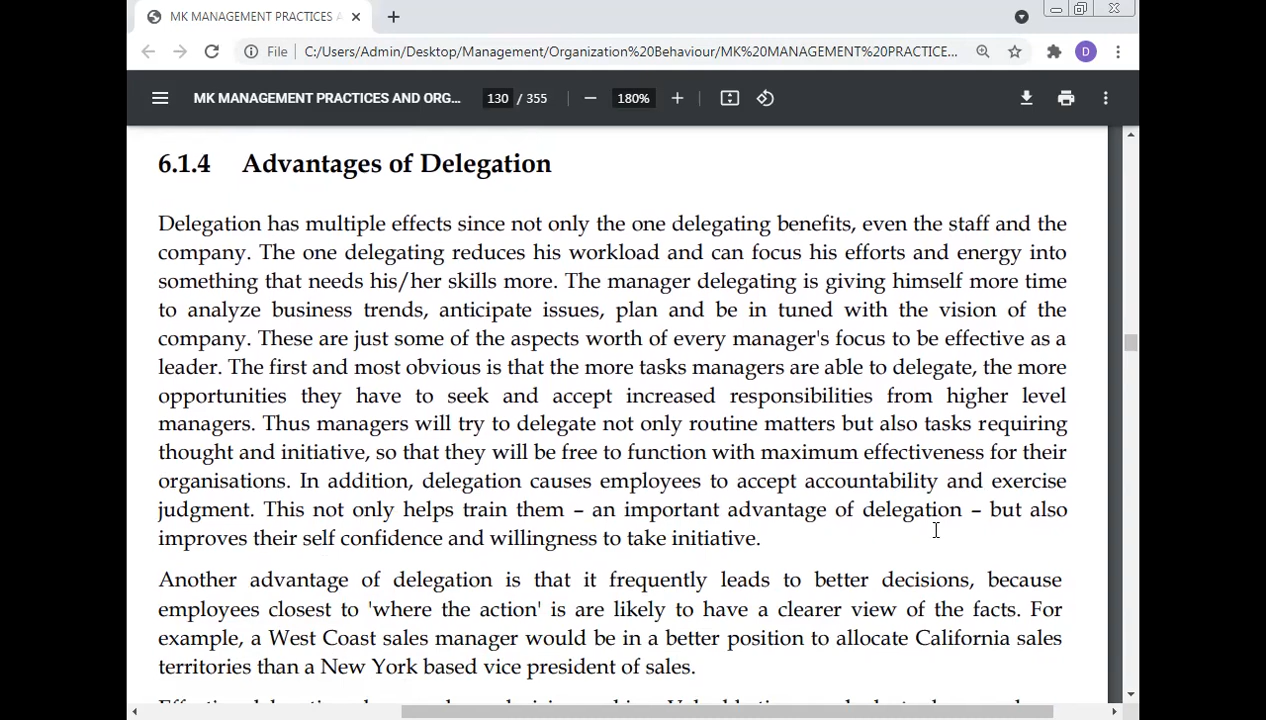 MK MANAGEMENT PRACTICES A
File C:/Users/Admin/Desktop/Management/Organization%20Behaviour/MK%20MANAGEMENT%20PRACTICE... D
MK MANAGEMENT PRACTICES AND ORG... 130 / 355 180%
6.1.4 Advantages of Delegation
Delegation has multiple effects since not only the one delegating benefits, even the staff and the
company. The one delegating reduces his workload and can focus his efforts and energy into
something that needs his/her skills more. The manager delegating is giving himself more time
to analyze business trends, anticipate issues, plan and be in tuned with the vision of the
company. These are just some of the aspects worth of every manager's focus to be effective as a
leader. The first and most obvious is that the more tasks managers are able to delegate, the more
opportunities they have to seek and accept increased responsibilities from higher level
managers. Thus managers will try to delegate not only routine matters but also tasks requiring
thought and initiative, so that they will be free to function with maximum effectiveness for their
organisations. In addition, delegation causes employees to accept accountability and exercise
judgment. This not only helps train them – an important advantage of delegation – but also
improves their self confidence and willingness to take initiative.
Another advantage of delegation is that it frequently leads to better decisions, because
employees closest to 'where the action' is are likely to have a clearer view of the facts. For
example, a West Coast sales manager would be in a better position to allocate California sales
territories than a New York based vice president of sales.